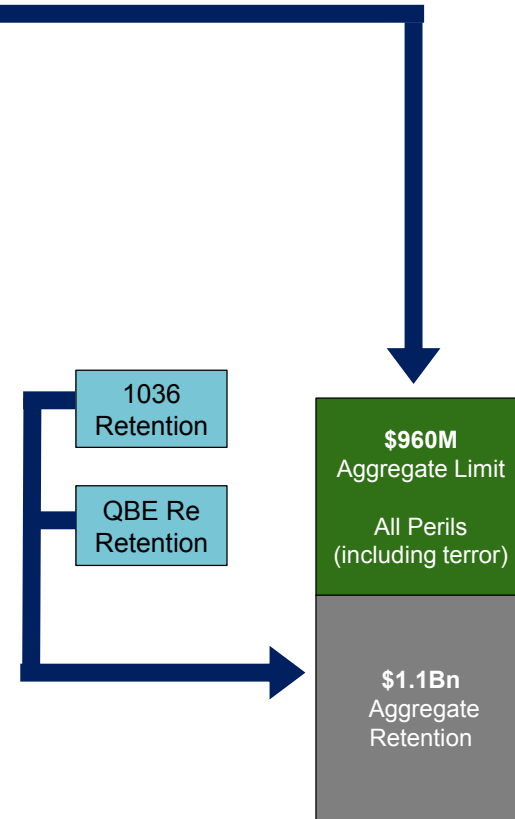 1036
Retention
QBE Re
Retention
$960M
Aggregate Limit
All Perils
(including terror)
$1.1Bn
Aggregate
Retention